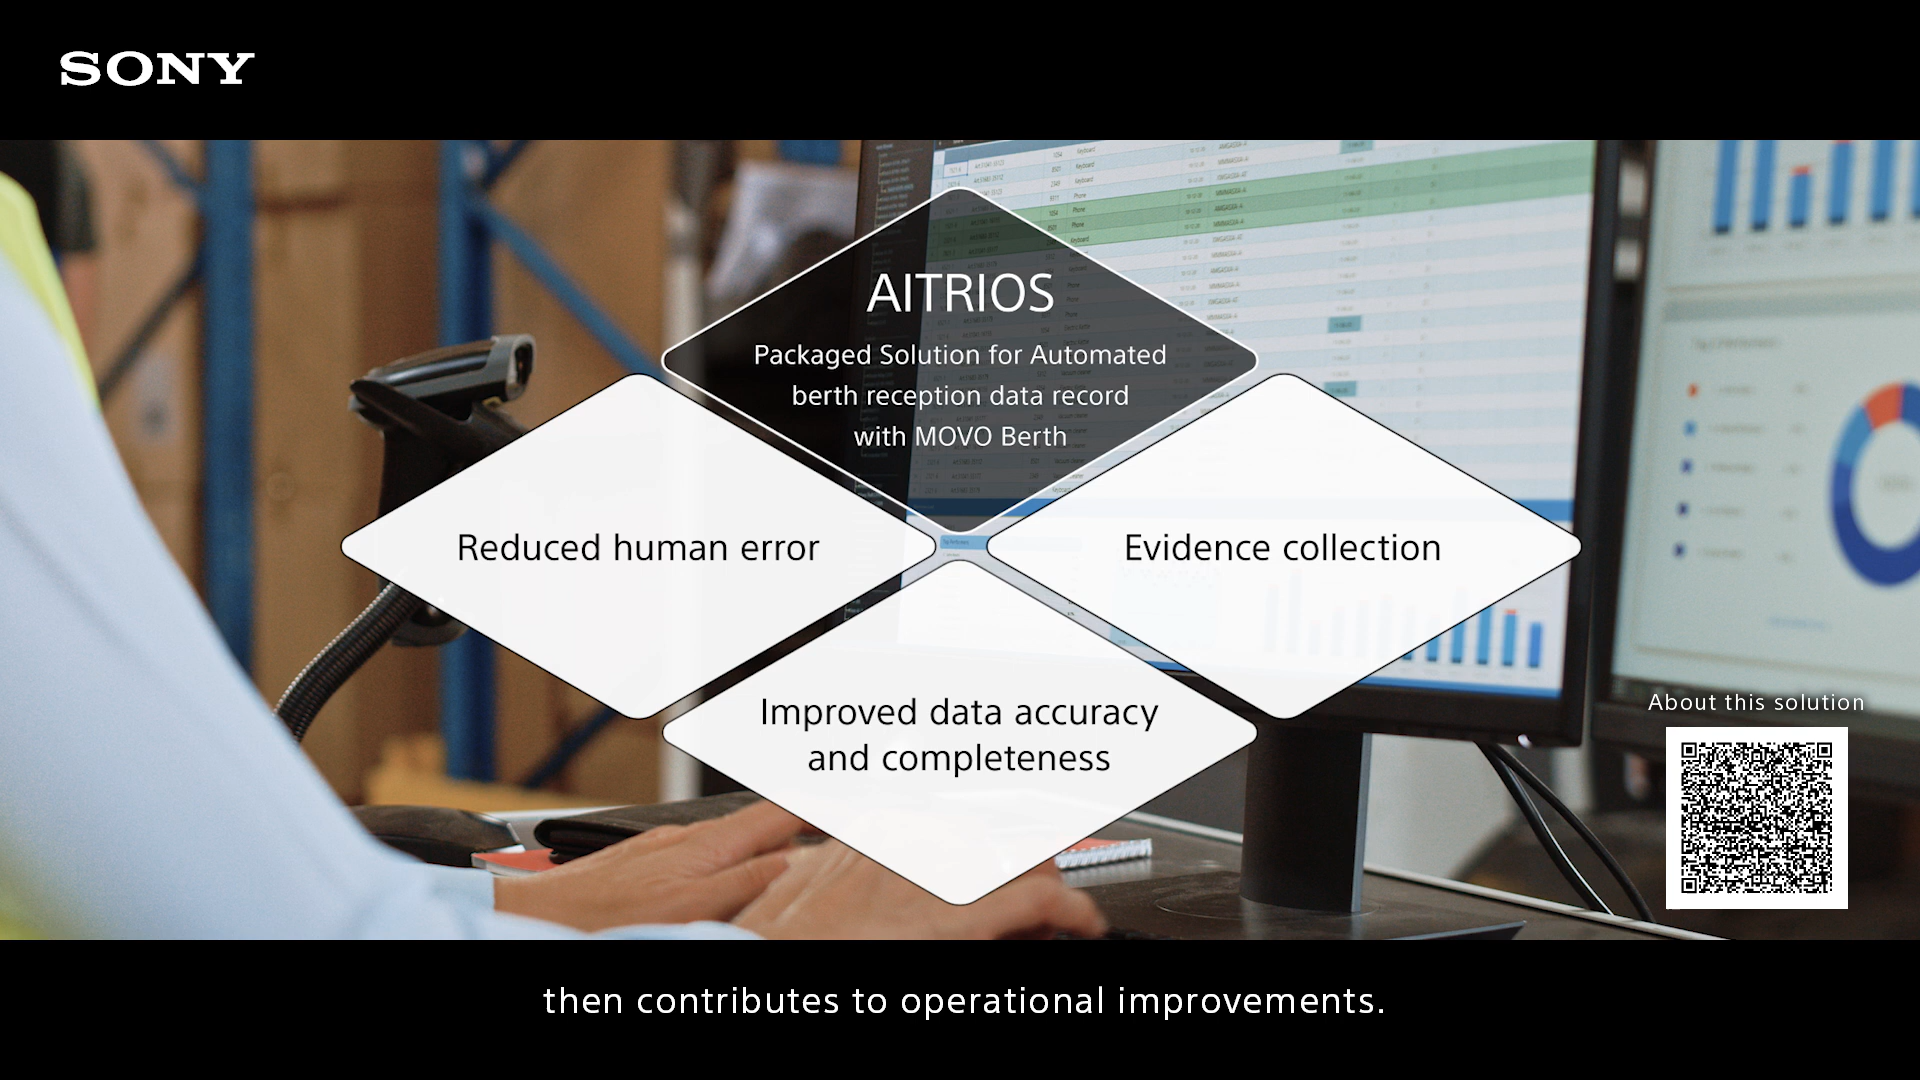 SONY
AITRIOS
Packaged Solution for Automated
berth reception data record
with MOVO Berth
Reduced human error
Evidence collection
Improved data accuracy
and completeness
About this solution
then contributes to operational improvements.